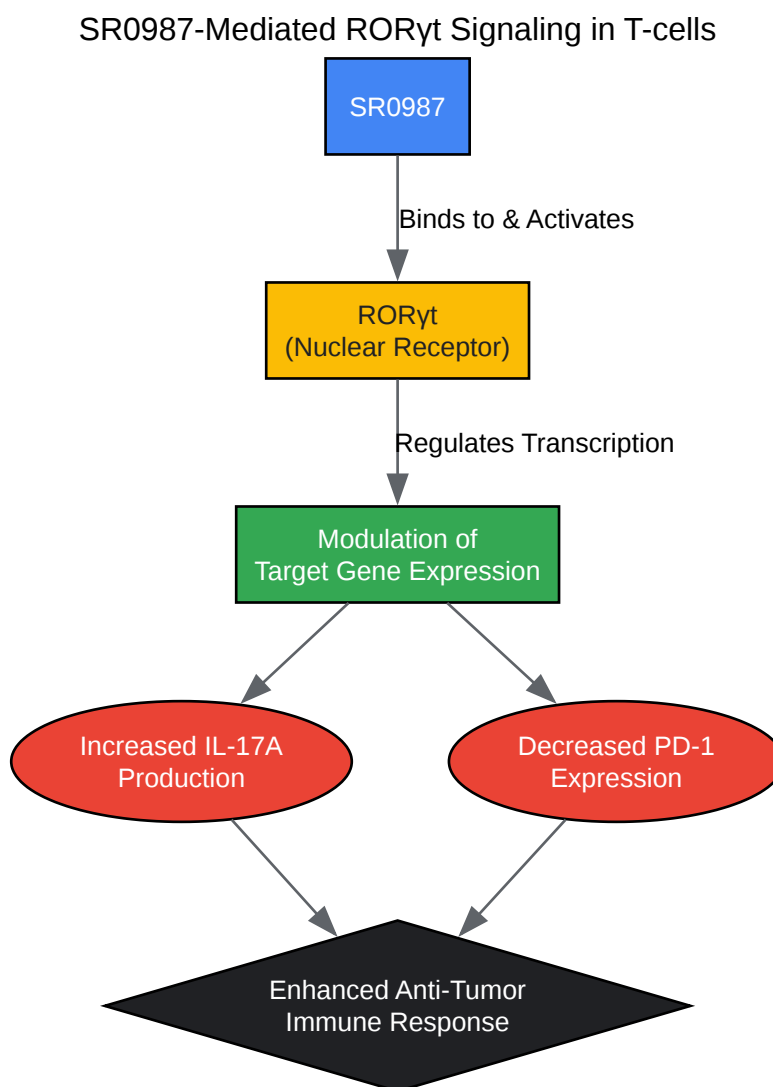 SR0987-Mediated RORγt Signaling in T-cells
SR0987
Binds to & Activates
RORγt
(Nuclear Receptor)
Regulates Transcription
Modulation of
Target Gene Expression
Increased IL-17A
Production
Decreased PD-1
Expression
Enhanced Anti-Tumor
Immune Response